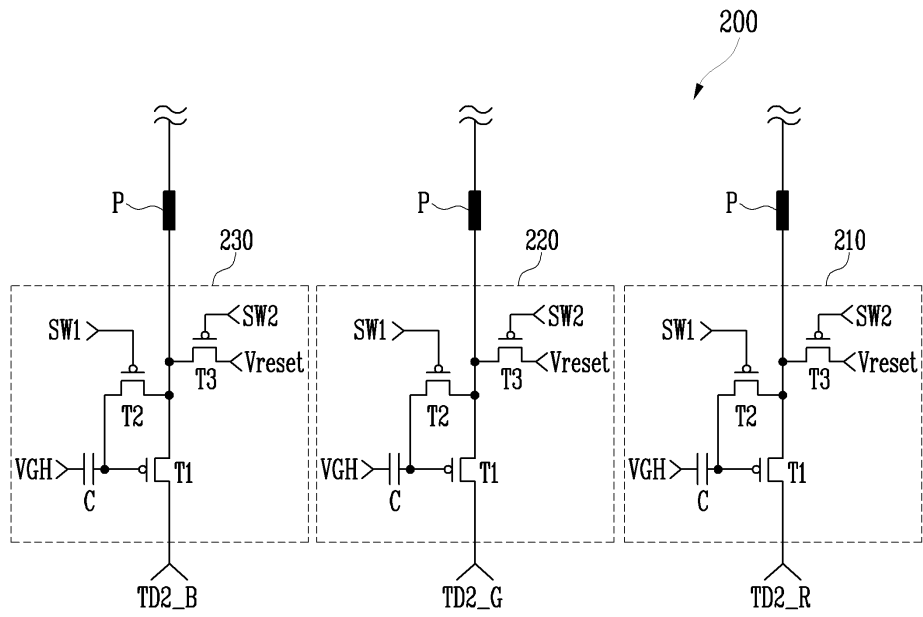 200
P
P
P
230
220
210
SW1
SW2
SW1
SW2
SW1
SW2
Vreset
Vreset
Vreset
T3
T3
T3
T2
T2
T2
VGH
T1
VGH
T1
VGH
T1
C
C
C
TD2_B
TD2_G
TD2_R